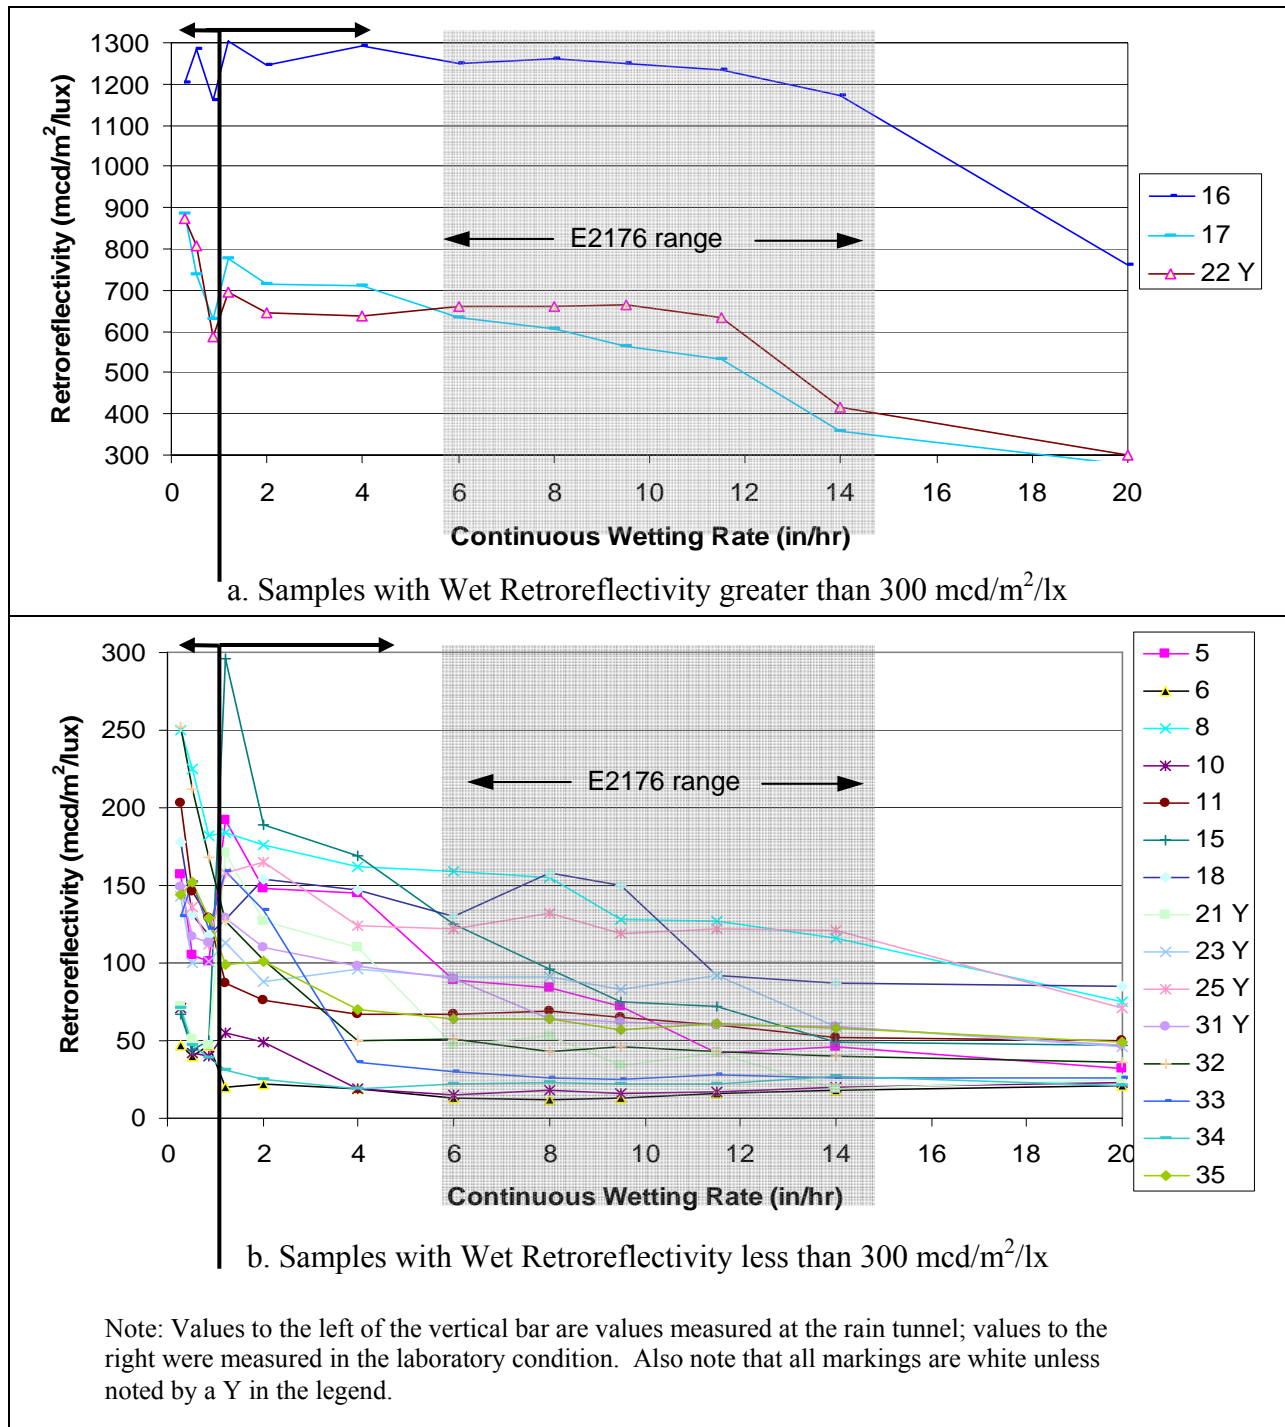 1300
1200
1100
1000
900
800
700
600
500
400
300
Retroreflectivity (mcd/m²/lux)
E2176 range
16
17
22 Y
0 2 4 6 8 10 12 14 16 18 20
Continuous Wetting Rate (in/hr)
a. Samples with Wet Retroreflectivity greater than 300 mcd/m²/lx
300
250
200
150
100
50
0
Retroreflectivity (mcd/m²/lux)
E2176 range
5
6
8
10
11
15
18
21 Y
23 Y
25 Y
31 Y
32
33
34
35
0 2 4 6 8 10 12 14 16 18 20
Continuous Wetting Rate (in/hr)
b. Samples with Wet Retroreflectivity less than 300 mcd/m²/lx
Note: Values to the left of the vertical bar are values measured at the rain tunnel; values to the
right were measured in the laboratory condition. Also note that all markings are white unless
noted by a Y in the legend.